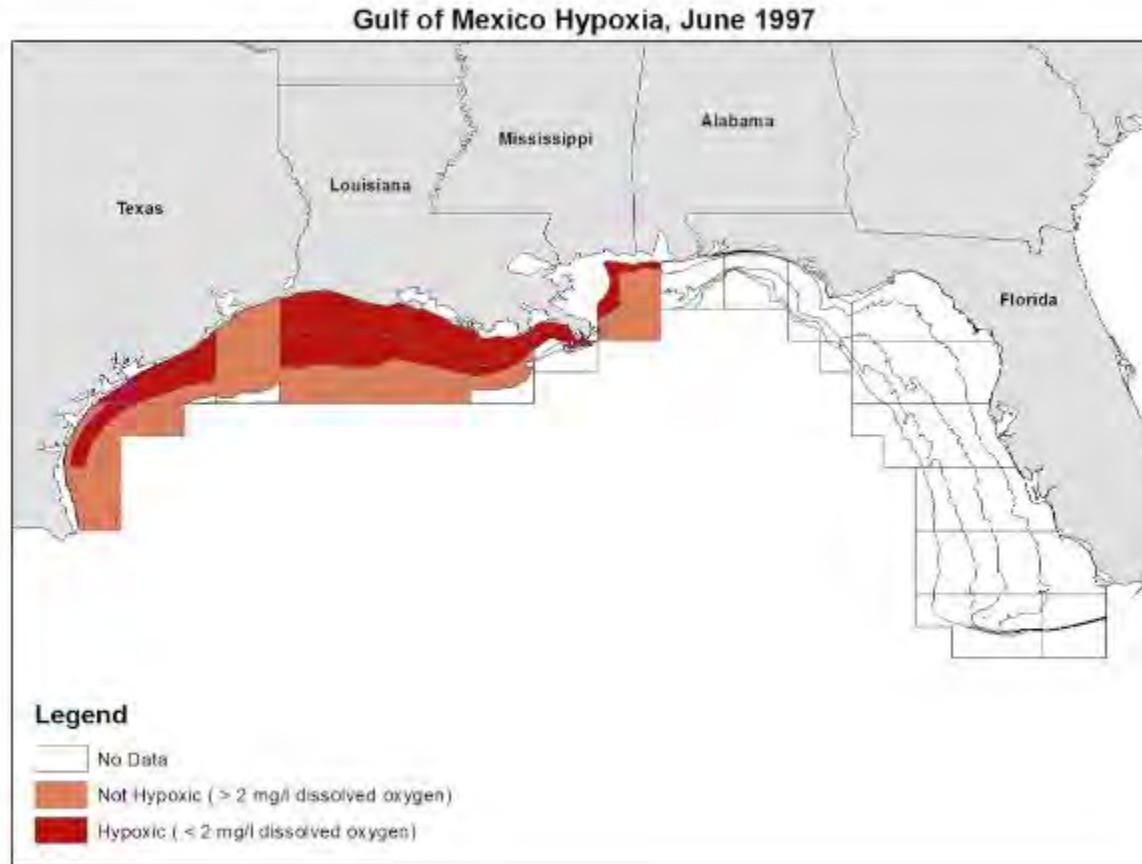 Gulf of Mexico Hypoxia, June 1997
Alabama
Mississippi
Louisiana
Texas
Florida
Legend
No Data
Not Hypoxic ( > 2 mg/l dissolved oxygen)
Hypoxic ( < 2 mg/l dissolved oxygen)